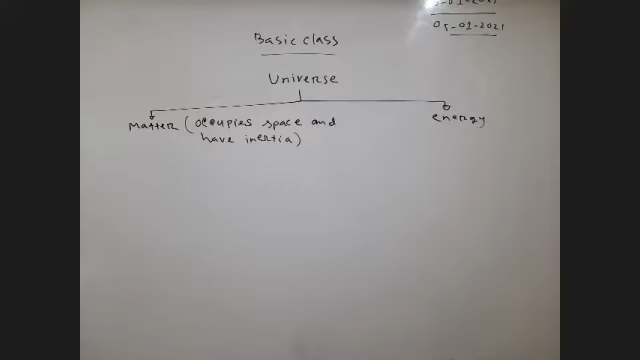 05-01-2021
Basic class
Universe
Matter (occupies space and
have inertia)
energy